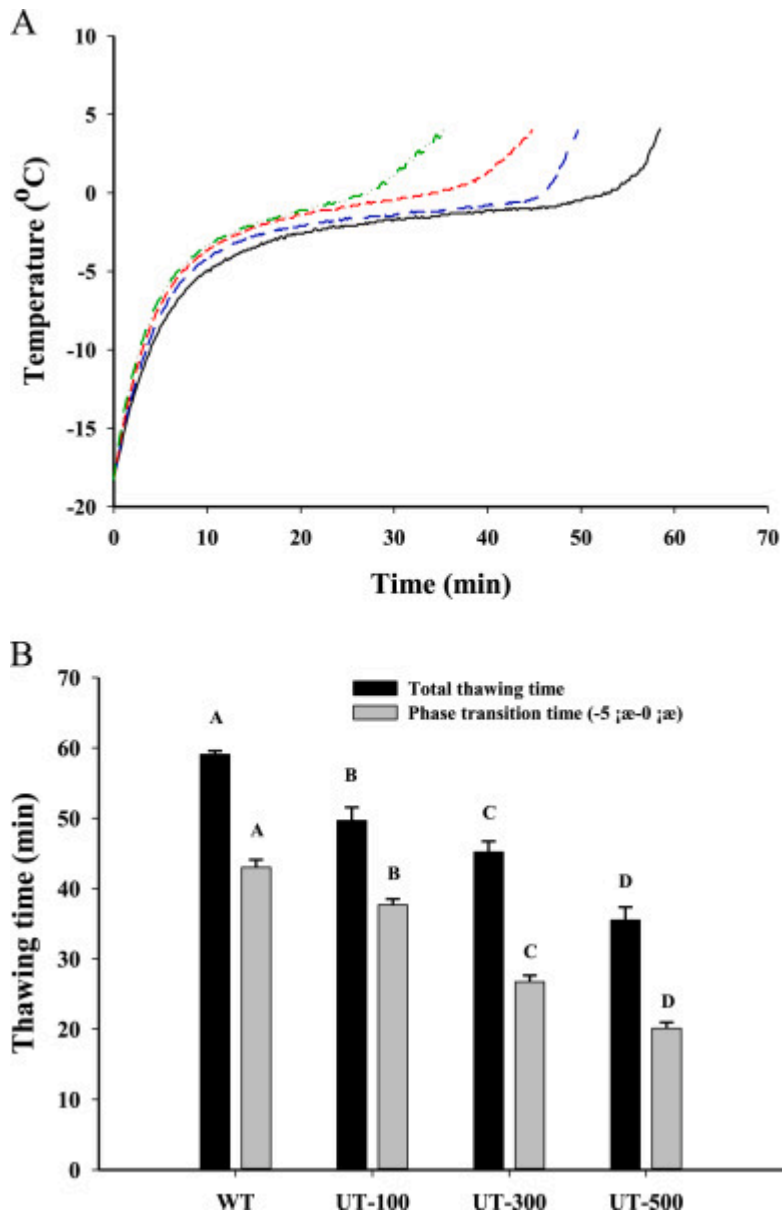 A
10
5
0
-5
-10
-15
-20
Temperature (⁰C)
0 10 20 30 40 50 60 70
Time (min)
B
70
60
50
40
30
20
10
0
Thawing time (min)
Total thawing time
Phase transition time (-5 ¡æ-0 ¡æ)
A
A
B
B
C
C
D
D
WT UT-100 UT-300 UT-500